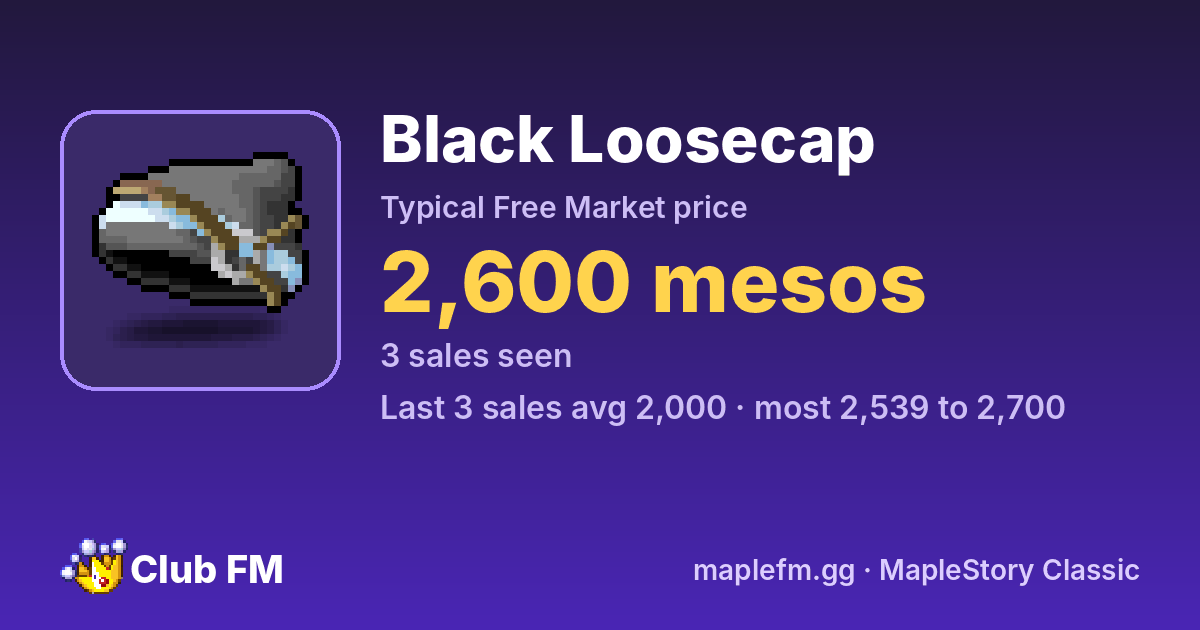 Black Loosecap
Typical Free Market price
2,600 mesos
3 sales seen
Last 3 sales avg 2,000 · most 2,539 to 2,700
Club FM
maplefm.gg · MapleStory Classic